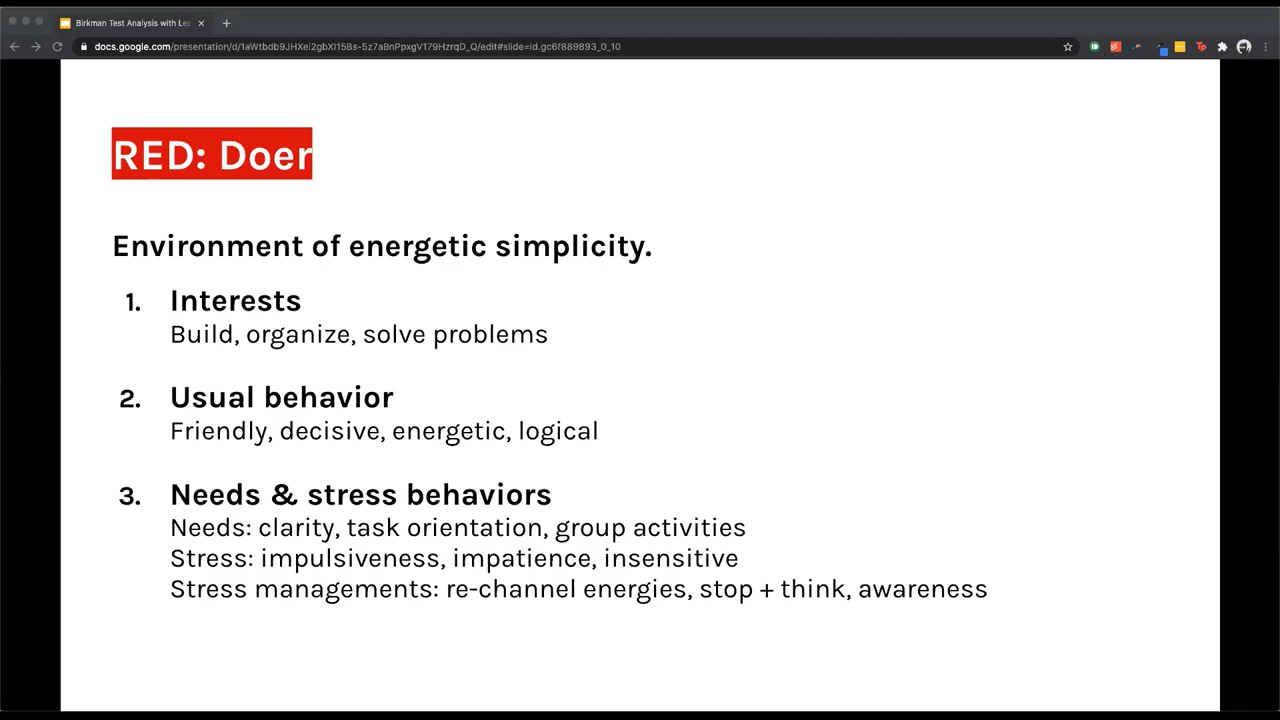 Birkman Test Analysis with Lea
docs.google.com/presentation/d/1aWtbdb9JHXei2gbXl15Bs-5z7aBnPpxgV179HzrqD_Q/edit#slide=id.gc6f889893_0_10
RED: Doer
Environment of energetic simplicity.
1. Interests
Build, organize, solve problems
2. Usual behavior
Friendly, decisive, energetic, logical
3. Needs & stress behaviors
Needs: clarity, task orientation, group activities
Stress: impulsiveness, impatience, insensitive
Stress managements: re-channel energies, stop + think, awareness